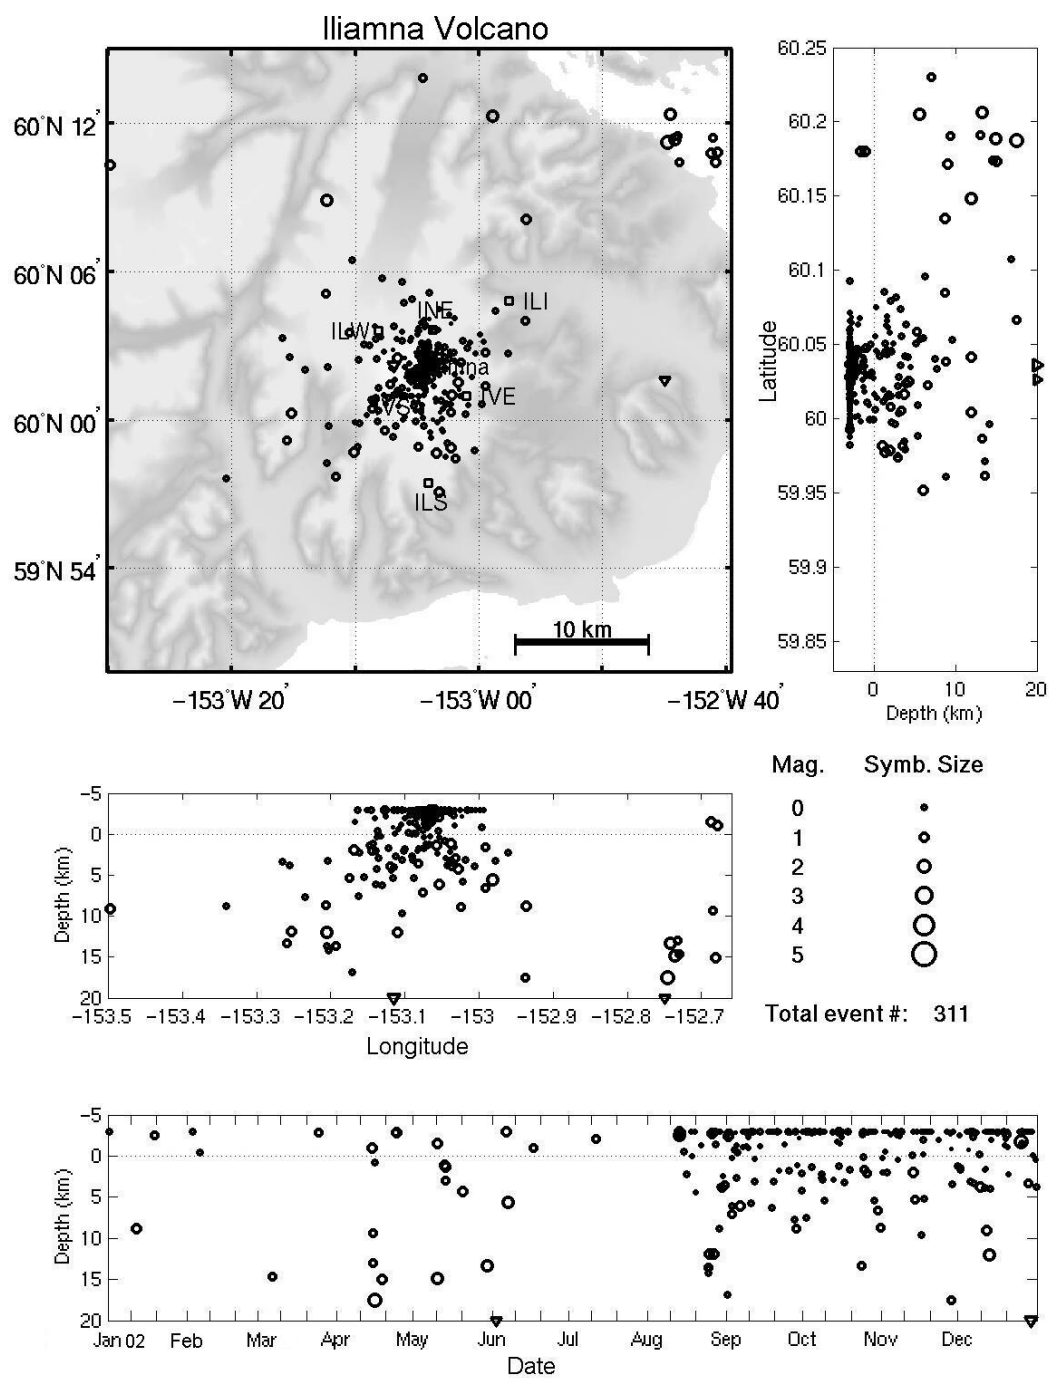 Iliamna Volcano
60°N 12'
60°N 06'
60°N 00'
59°N 54'
INE
ILI
ILW
IVE
VS
ILS
10 km
−153°W 20'
−153°W 00'
−152°W 40'
60.25
60.2
60.15
60.1
60.05
60
59.95
59.9
59.85
Latitude
0 10 20
Depth (km)
Mag. Symb. Size
0
1
2
3
4
5
Total event #: 311
−5
0
5
10
15
20
Depth (km)
−153.5 −153.4 −153.3 −153.2 −153.1 −153 −152.9 −152.8 −152.7
Longitude
−5
0
5
10
15
20
Depth (km)
Jan 02 Feb Mar Apr May Jun Jul Aug Sep Oct Nov Dec
Date